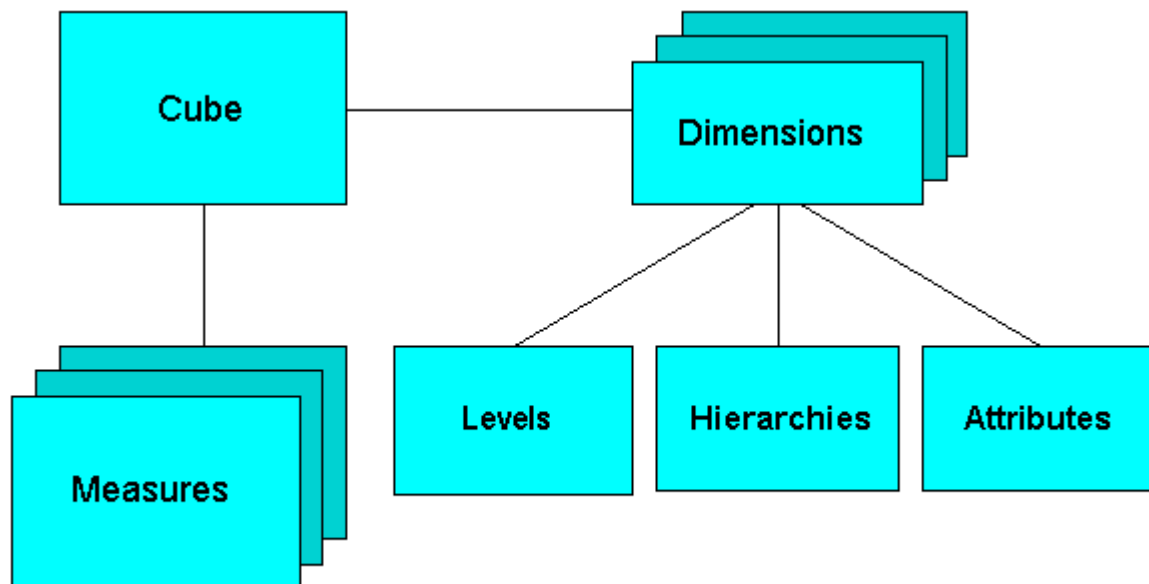 Cube
Dimensions
Levels
Hierarchies
Attributes
Measures